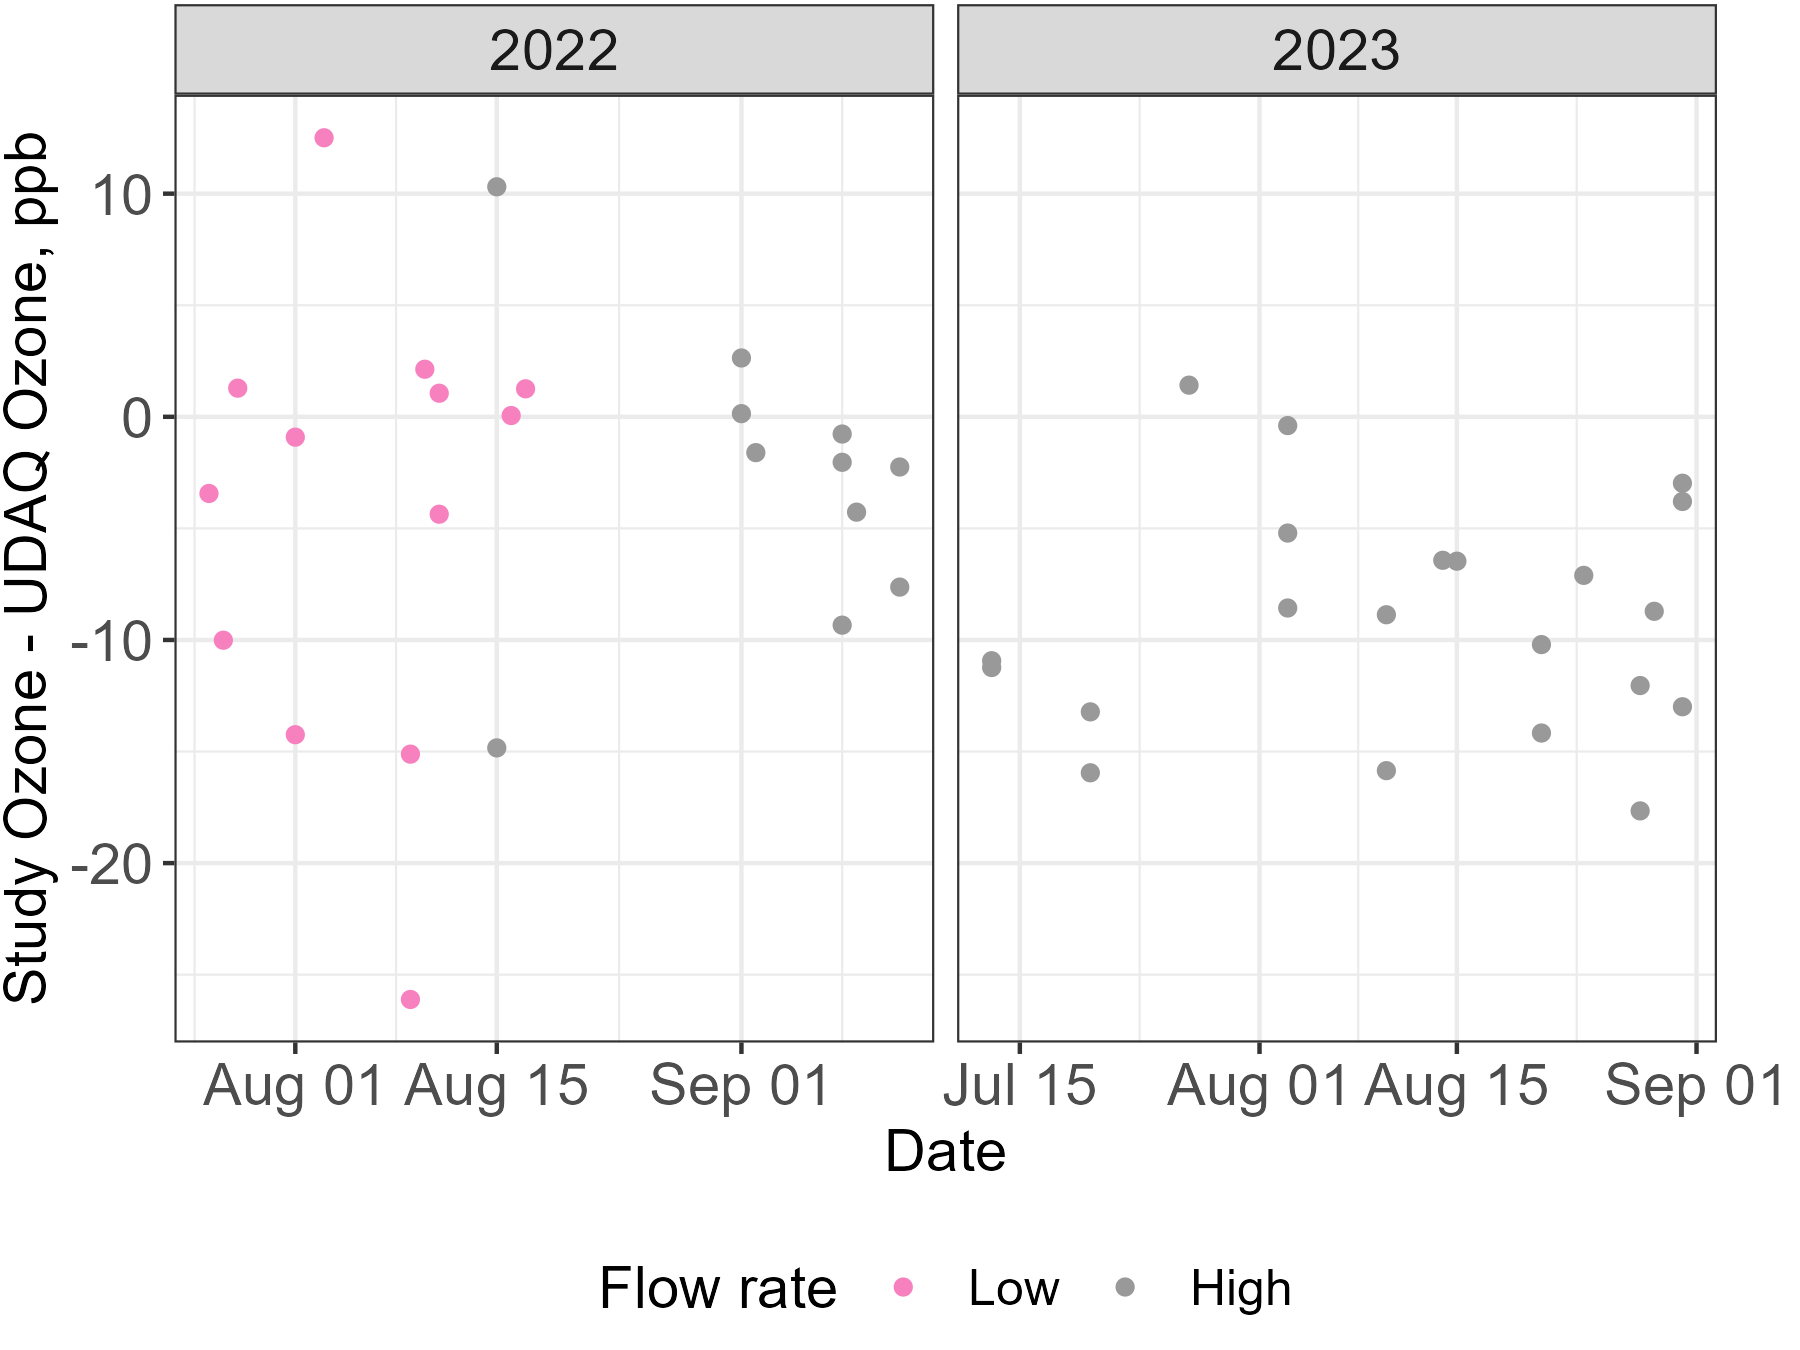 2022
2023
Study Ozone - UDAQ Ozone, ppb
10
0
-10
-20
Aug 01
Aug 15
Sep 01
Jul 15
Aug 01
Aug 15
Sep 01
Date
Flow rate
Low
High